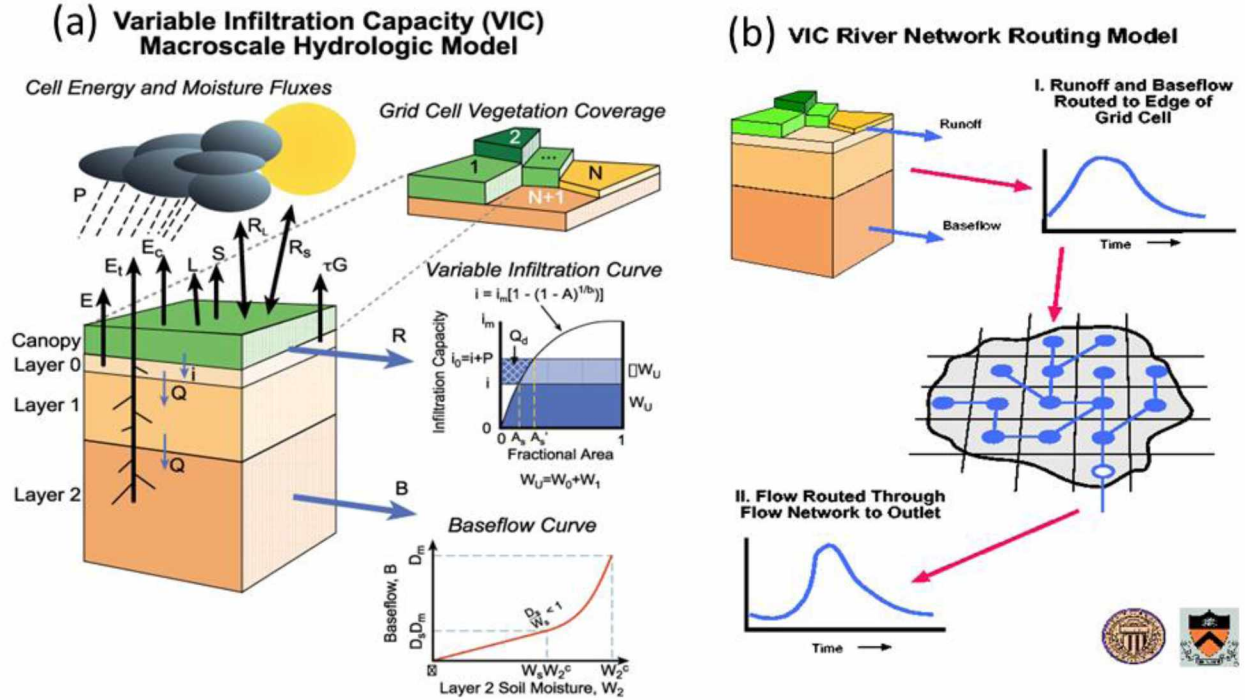 (a) Variable Infiltration Capacity (VIC)
Macroscale Hydrologic Model
Cell Energy and Moisture Fluxes
Grid Cell Vegetation Coverage
1
2
...
N
N+1
P
E
Et
Ec
L
S
RL
RS
τG
Canopy
Layer 0
Layer 1
Layer 2
i
Q
Q
R
B
Variable Infiltration Curve
i = im[1 - (1 - A)^1/bi)]
Infiltration Capacity
im
i0=i+P
i
0
Qd
▯WU
WU
0 As As' 1
Fractional Area
WU=W0+W1
Baseflow Curve
Baseflow, B
Dm
DsDm
Ds/Ws < 1
WsW2c W2c
Layer 2 Soil Moisture, W2
(b) VIC River Network Routing Model
Runoff
Baseflow
I. Runoff and Baseflow
Routed to Edge of
Grid Cell
Time
II. Flow Routed Through
Flow Network to Outlet
Time